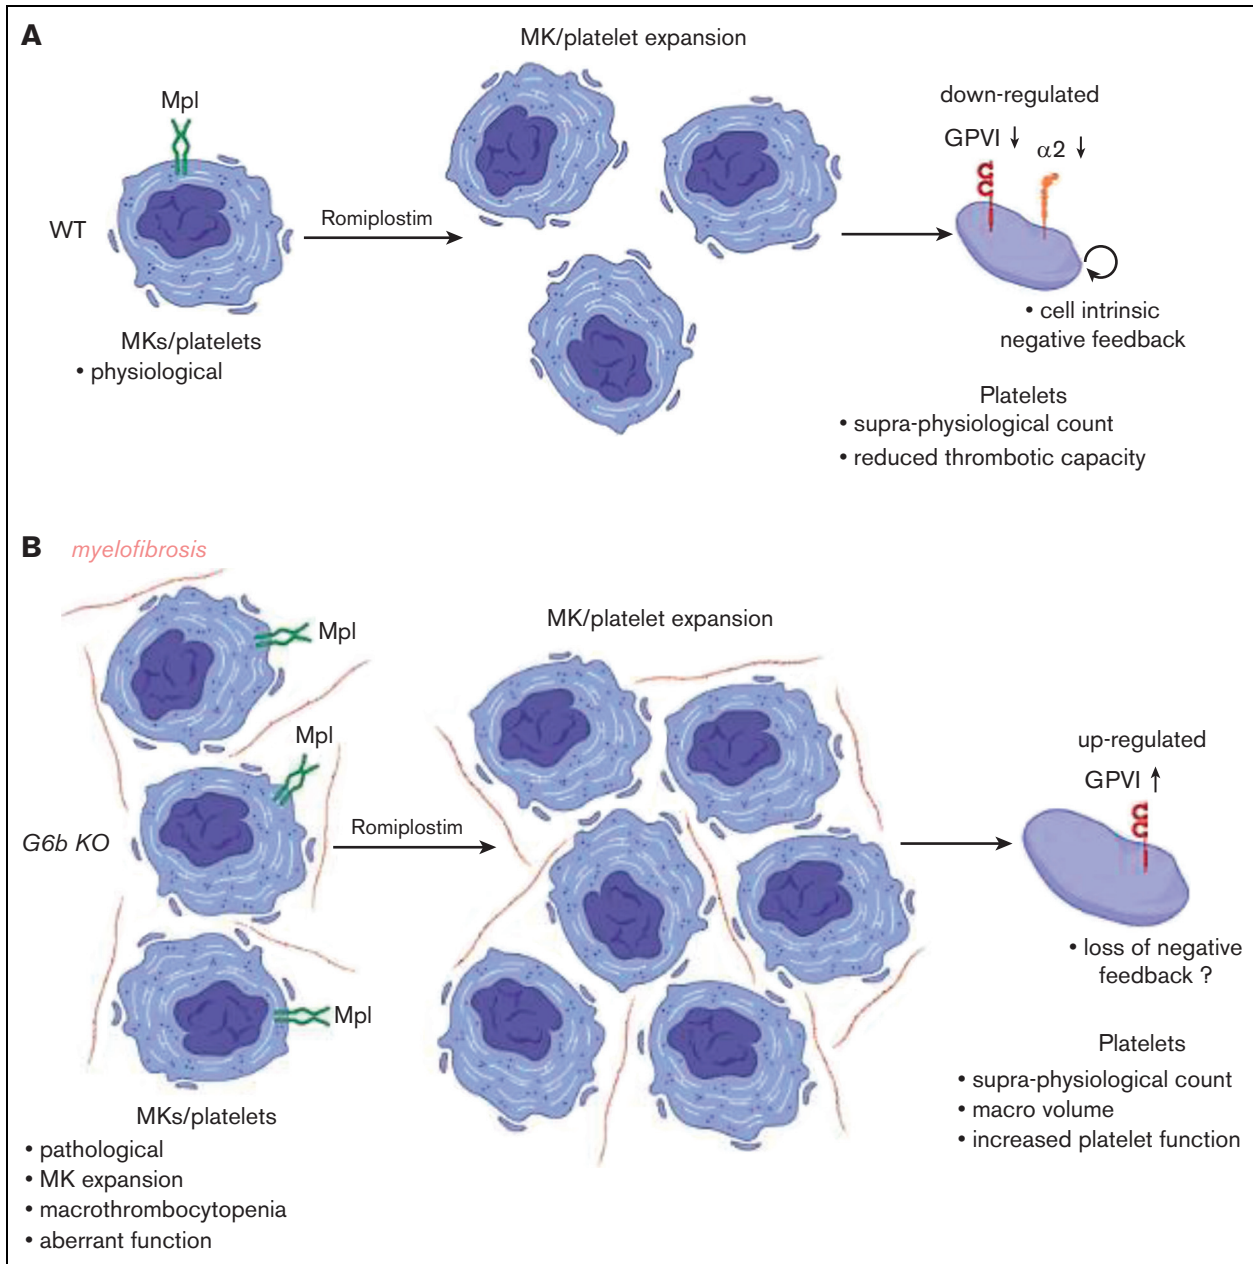 A
MK/platelet expansion
Mpl
down-regulated
GPVI ↓
α2 ↓
WT
Romiplostim
MKs/platelets
• physiological
• cell intrinsic
negative feedback
Platelets
• supra-physiological count
• reduced thrombotic capacity
B
myelofibrosis
MK/platelet expansion
Mpl
Mpl
up-regulated
GPVI ↑
G6b KO
Romiplostim
• loss of negative
feedback ?
Mpl
Platelets
• supra-physiological count
• macro volume
• increased platelet function
MKs/platelets
• pathological
• MK expansion
• macrothrombocytopenia
• aberrant function